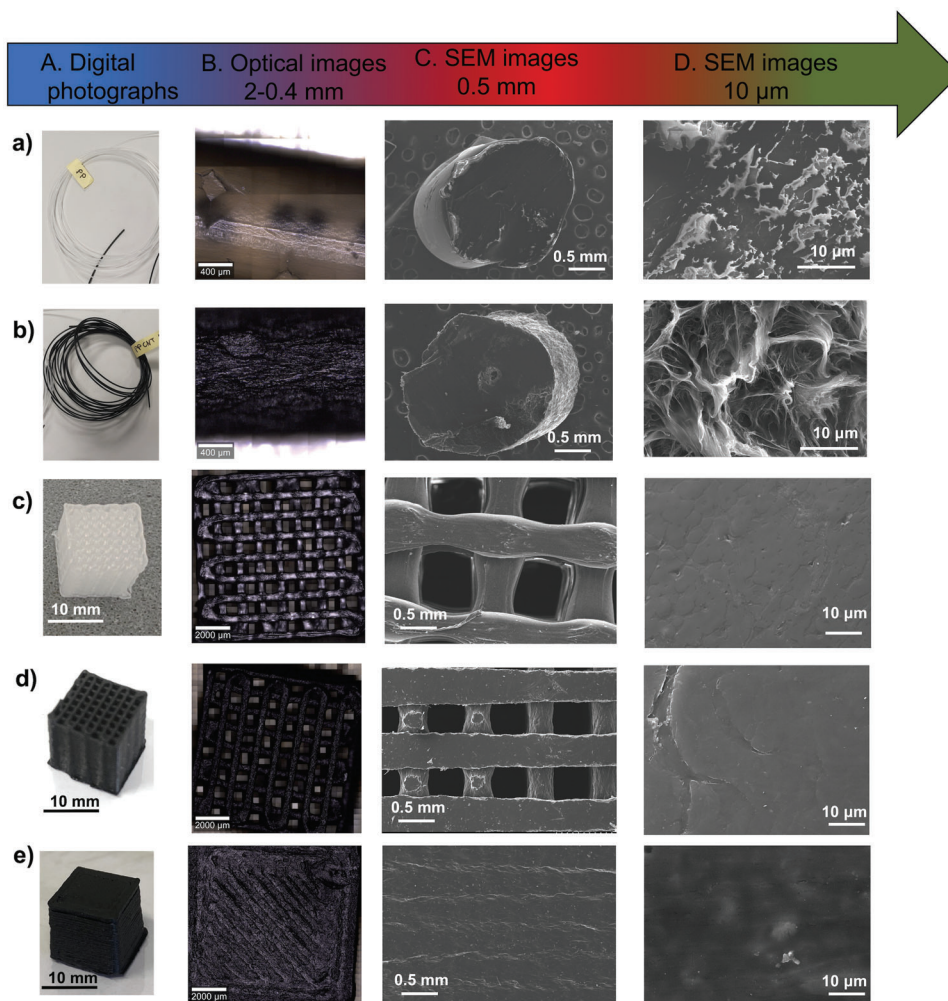 A. Digital
photographs
B. Optical images
2-0.4 mm
C. SEM images
0.5 mm
D. SEM images
10 µm
a)
PP
400 µm
0.5 mm
10 µm
b)
PP CNT
400 µm
0.5 mm
10 µm
c)
10 mm
2000 µm
0.5 mm
10 µm
d)
10 mm
2000 µm
0.5 mm
10 µm
e)
10 mm
2000 µm
0.5 mm
10 µm